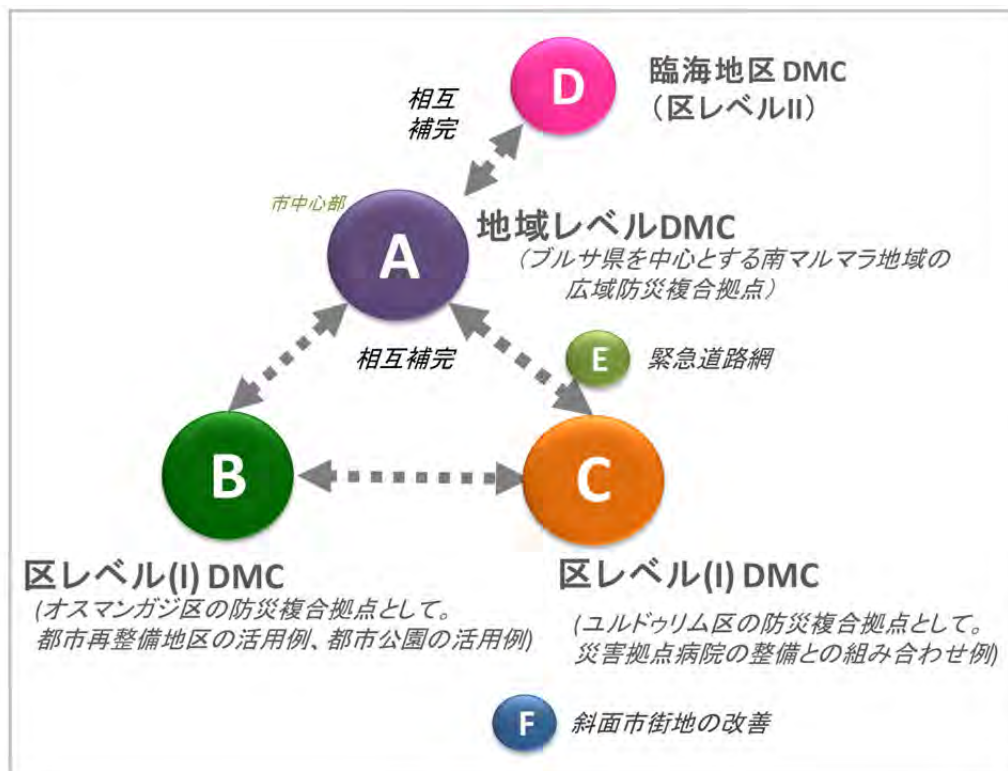 D
臨海地区 DMC
（区レベルII）
相互
補完
市中心部
A
地域レベルDMC
（ブルサ県を中心とする南マルマラ地域の
広域防災複合拠点）
相互補完
E
緊急道路網
B
C
区レベル(I) DMC
(オスマンガジ区の防災複合拠点として。
都市再整備地区の活用例、都市公園の活用例)
区レベル(I) DMC
(ユルドゥリム区の防災複合拠点として。
災害拠点病院の整備との組み合わせ例)
F
斜面市街地の改善